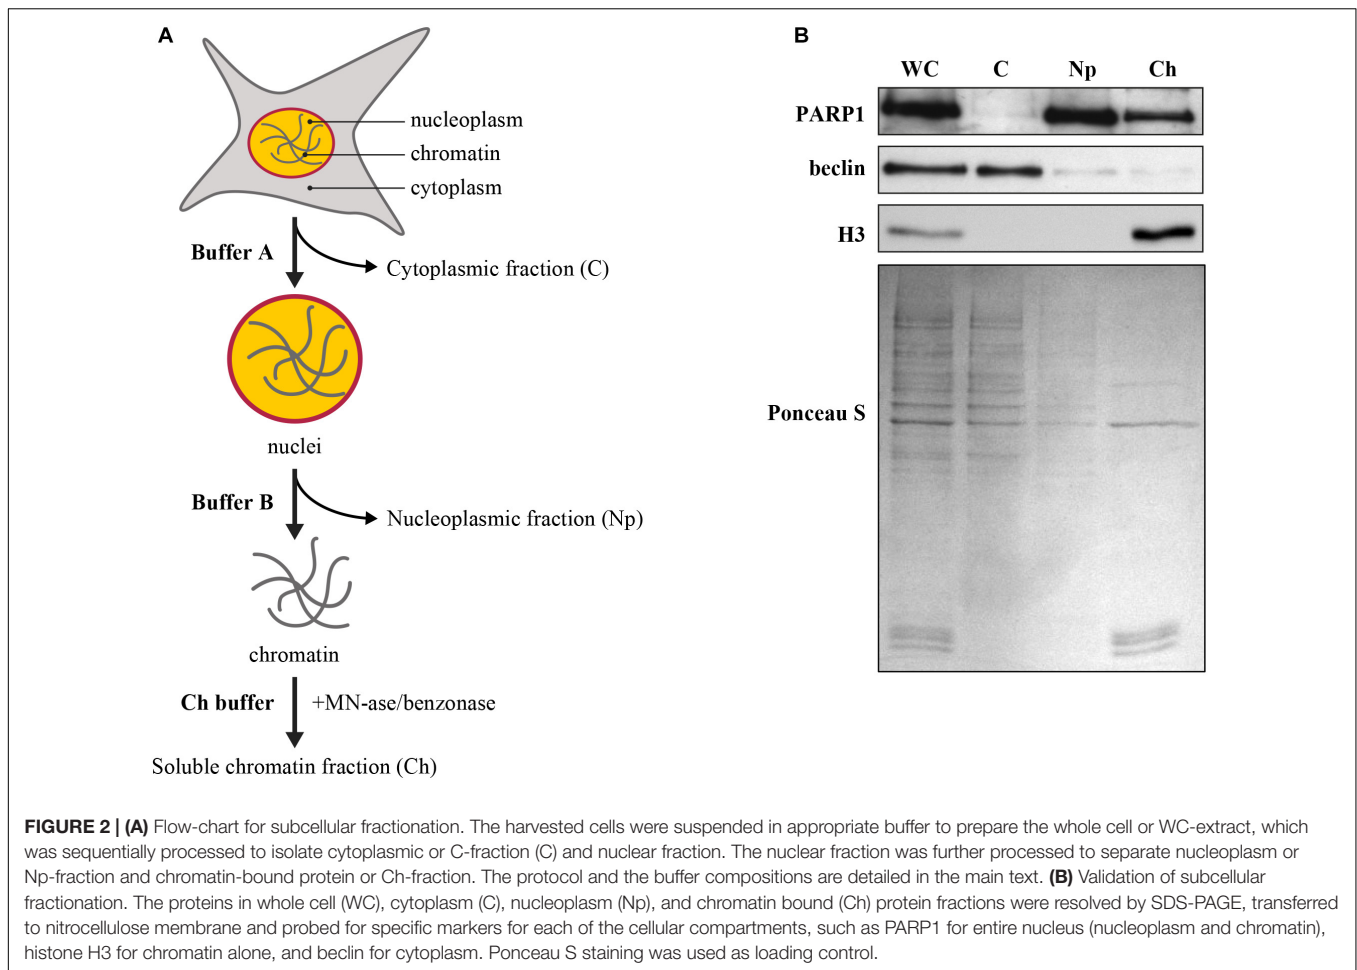 A
nucleoplasm
chromatin
cytoplasm
Buffer A
Cytoplasmic fraction (C)
nuclei
Buffer B
Nucleoplasmic fraction (Np)
chromatin
Ch buffer
+MN-ase/benzonase
Soluble chromatin fraction (Ch)
B
WC C Np Ch
PARP1
beclin
H3
Ponceau S
FIGURE 2 | (A) Flow-chart for subcellular fractionation. The harvested cells were suspended in appropriate buffer to prepare the whole cell or WC-extract, which
was sequentially processed to isolate cytoplasmic or C-fraction (C) and nuclear fraction. The nuclear fraction was further processed to separate nucleoplasm or
Np-fraction and chromatin-bound protein or Ch-fraction. The protocol and the buffer compositions are detailed in the main text. (B) Validation of subcellular
fractionation. The proteins in whole cell (WC), cytoplasm (C), nucleoplasm (Np), and chromatin bound (Ch) protein fractions were resolved by SDS-PAGE, transferred
to nitrocellulose membrane and probed for specific markers for each of the cellular compartments, such as PARP1 for entire nucleus (nucleoplasm and chromatin),
histone H3 for chromatin alone, and beclin for cytoplasm. Ponceau S staining was used as loading control.